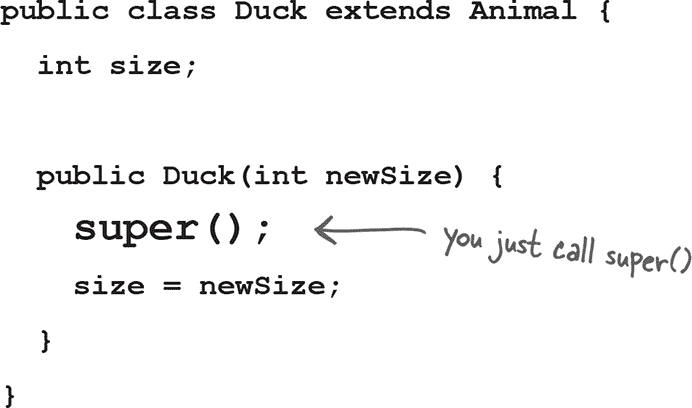 public class Duck extends Animal {
int size;
public Duck(int newSize) {
super();
you just call super()
size = newSize;
}
}